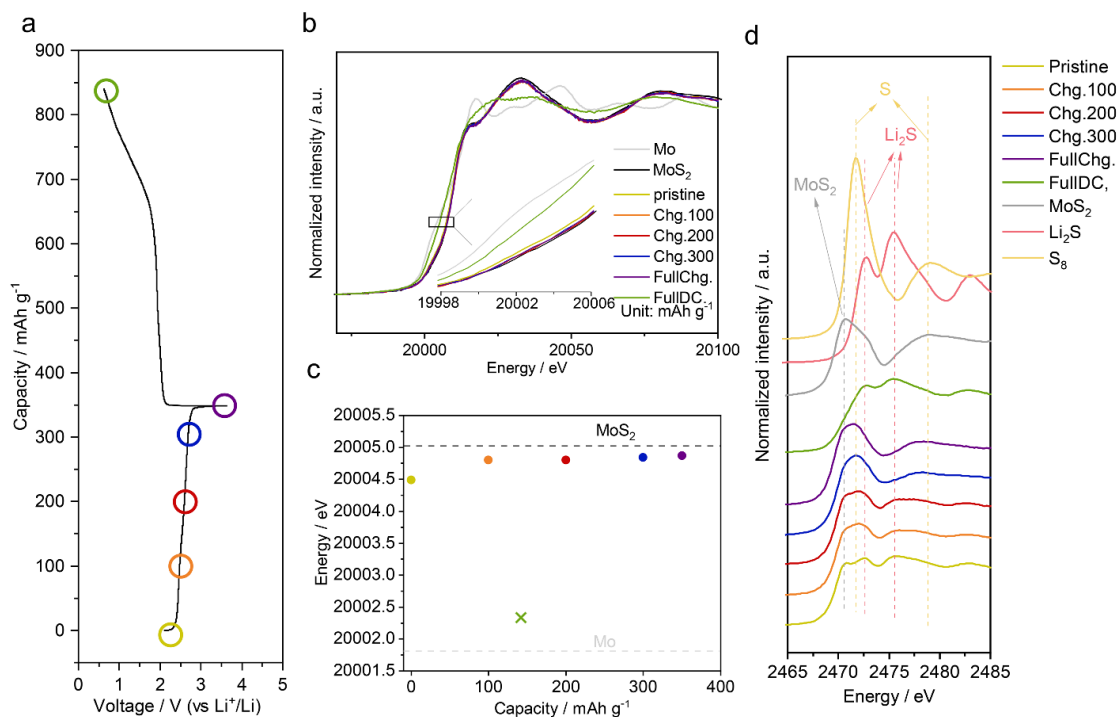 a
900
800
700
600
500
400
300
200
100
0
Capacity / mAh g⁻¹
0 1 2 3 4 5
Voltage / V (vs Li⁺/Li)
b
Normalized intensity / a.u.
Mo
MoS₂
pristine
Chg.100
Chg.200
Chg.300
FullChg.
FullDC
Unit: mAh g⁻¹
19998 20002 20006
20000 20050 20100
Energy / eV
c
20005.5
20005.0
20004.5
20004.0
20003.5
20003.0
20002.5
20002.0
20001.5
Energy / eV
MoS₂
Mo
0 100 200 300 400
Capacity / mAh g⁻¹
d
Normalized intensity / a.u.
S
Li₂S
MoS₂
2465 2470 2475 2480 2485
Energy / eV
Pristine
Chg.100
Chg.200
Chg.300
FullChg.
FullDC,
MoS₂
Li₂S
S₈